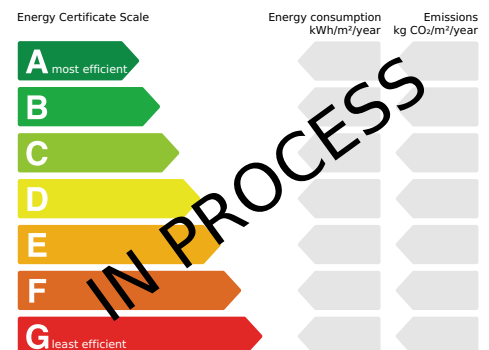 Energy Certificate Scale
Energy consumption
kWh/m²/year
Emissions
kg CO₂/m²/year
A most efficient
B
C
D
E
F
G least efficient
IN PROCESS